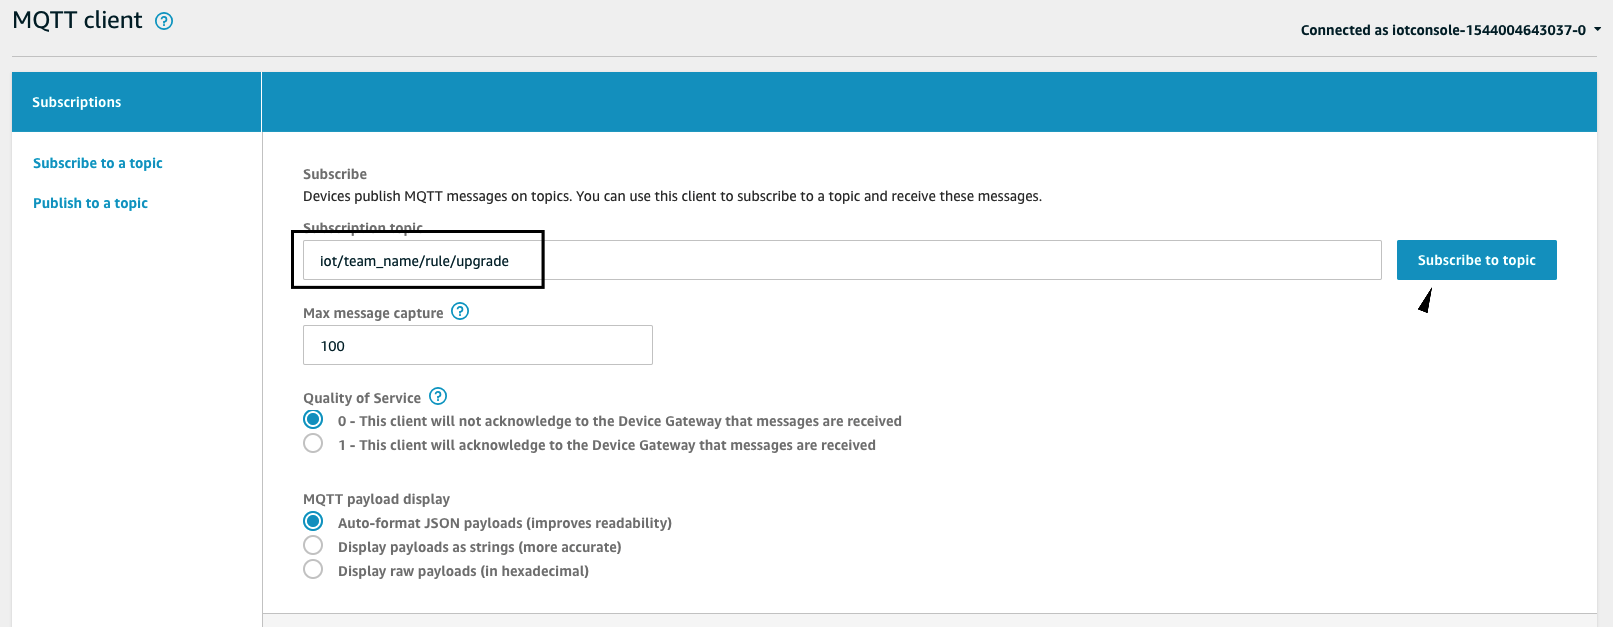 MQTT client ?
Connected as iotconsole-1544004643037-0
Subscriptions
Subscribe to a topic
Publish to a topic
Subscribe
Devices publish MQTT messages on topics. You can use this client to subscribe to a topic and receive these messages.
Subscription topic
iot/team_name/rule/upgrade
Subscribe to topic
Max message capture ?
100
Quality of Service ?
0 - This client will not acknowledge to the Device Gateway that messages are received
1 - This client will acknowledge to the Device Gateway that messages are received
MQTT payload display
Auto-format JSON payloads (improves readability)
Display payloads as strings (more accurate)
Display raw payloads (in hexadecimal)